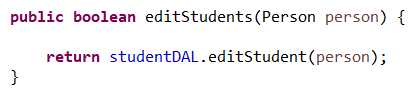 public boolean editStudents(Person person) {
return studentDAL.editStudent(person);
}